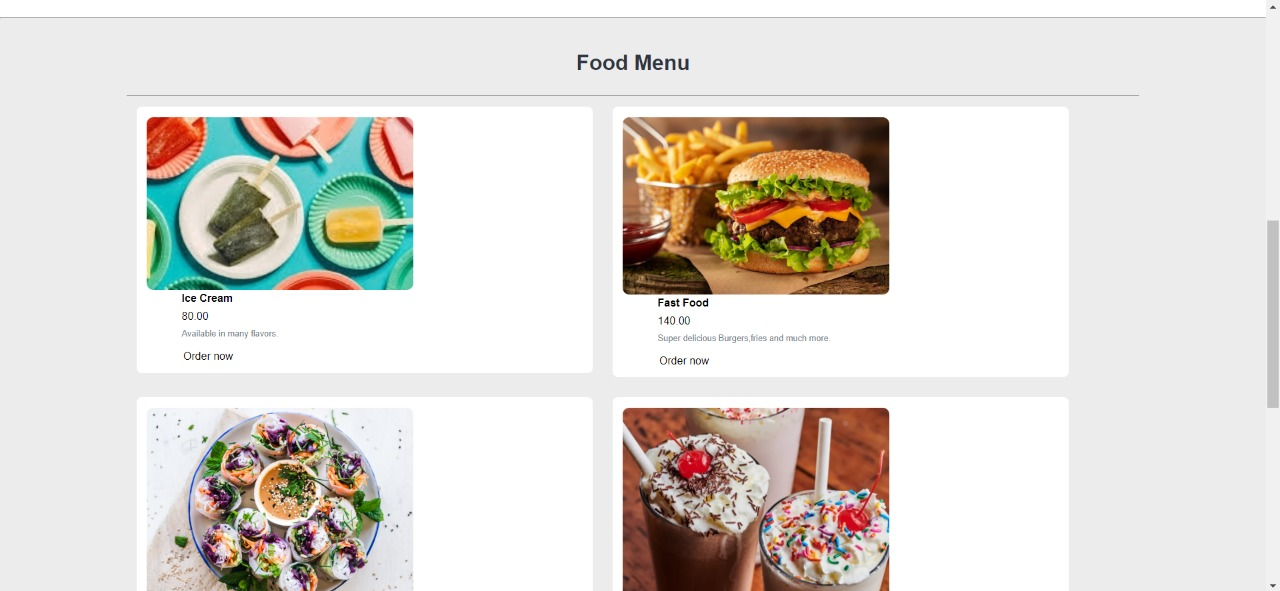 Food Menu
Ice Cream
80.00
Available in many flavors.
Order now
Fast Food
140.00
Super delicious Burgers,fries and much more.
Order now